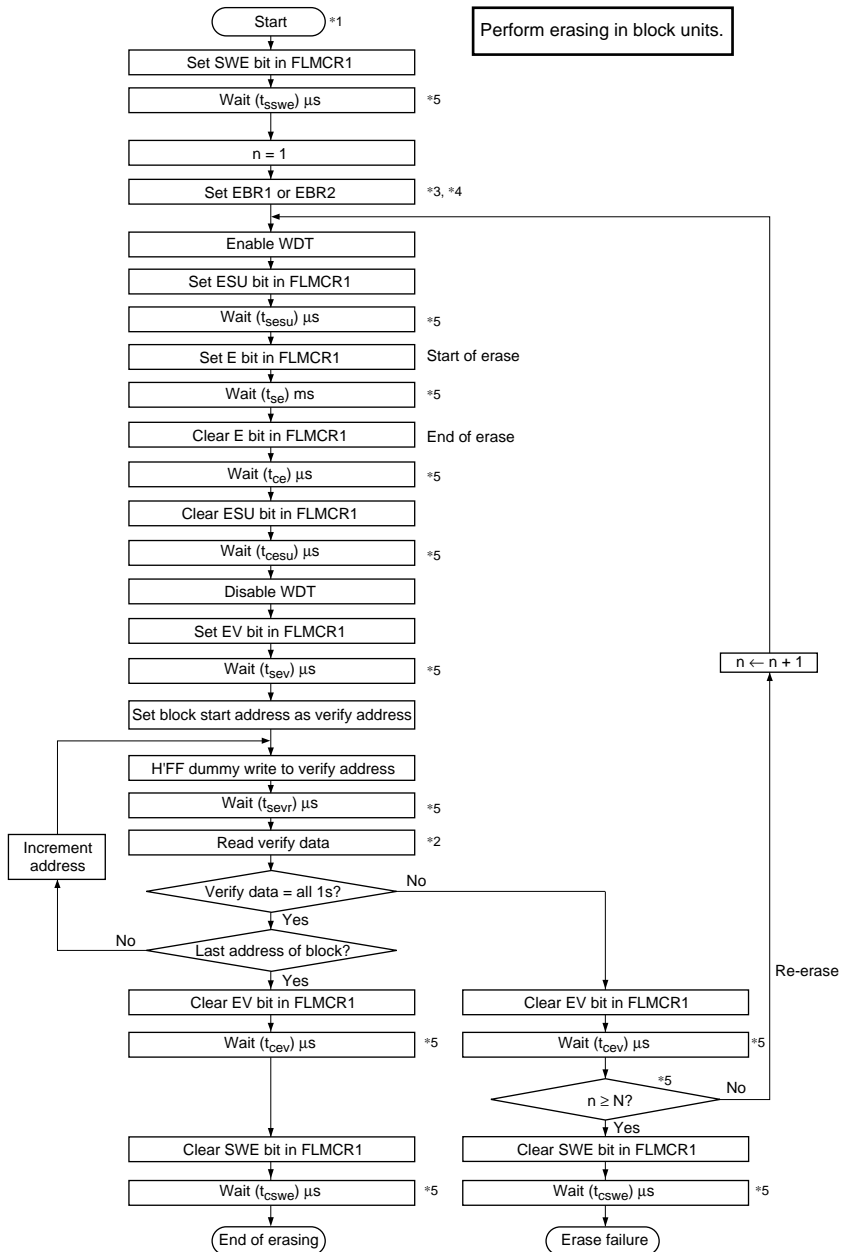 Start *1
Perform erasing in block units.
Set SWE bit in FLMCR1
Wait (tsswe) μs *5
n = 1
Set EBR1 or EBR2 *3, *4
Enable WDT
Set ESU bit in FLMCR1
Wait (tsesu) μs *5
Set E bit in FLMCR1 Start of erase
Wait (tse) ms *5
Clear E bit in FLMCR1 End of erase
Wait (tce) μs *5
Clear ESU bit in FLMCR1
Wait (tcesu) μs *5
Disable WDT
Set EV bit in FLMCR1
Wait (tsev) μs *5
n ← n + 1
Set block start address as verify address
H'FF dummy write to verify address
Wait (tsevr) μs *5
Read verify data *2
Increment
address
Verify data = all 1s?
No
Yes
Last address of block?
No
Yes
Re-erase
Clear EV bit in FLMCR1
Wait (tcev) μs *5
Clear EV bit in FLMCR1
Wait (tcev) μs *5
n ≥ N? *5
No
Yes
Clear SWE bit in FLMCR1
Wait (tcswe) μs *5
End of erasing
Clear SWE bit in FLMCR1
Wait (tcswe) μs *5
Erase failure